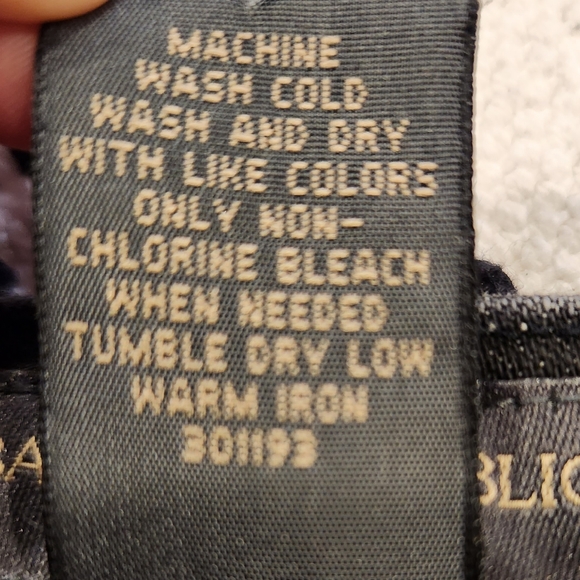 MACHINE
WASH COLD
WASH AND DRY
WITH LIKE COLORS
ONLY NON-
CHLORINE BLEACH
WHEN NEEDED
TUMBLE DRY LOW
WARM IRON
301193